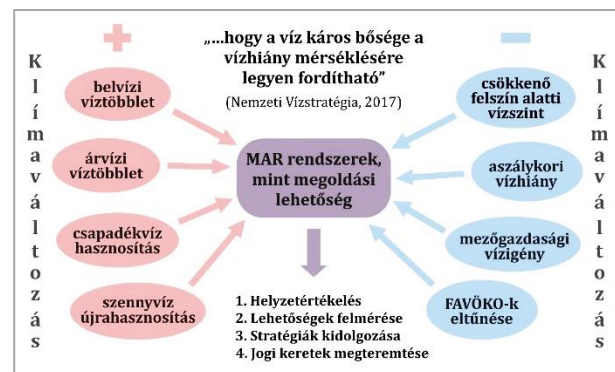 „...hogy a víz káros bősége a
vízhiány mérséklésére
legyen fordítható”
(Nemzeti Vízstratégia, 2017)
Klímaváltozás
+
belvízi
víztöbblet
árvízi
víztöbblet
csapadékvíz
hasznosítás
szennyvíz
újrahasznosítás
MAR rendszerek,
mint megoldási
lehetőség
1. Helyzetértékelés
2. Lehetőségek felmérése
3. Stratégiák kidolgozása
4. Jogi keretek megteremtése
–
csökkenő
felszín alatti
vízszint
aszálykori
vízhiány
mezőgazdasági
vízigény
FAVÖKO-k
eltűnése
Klímaváltozás